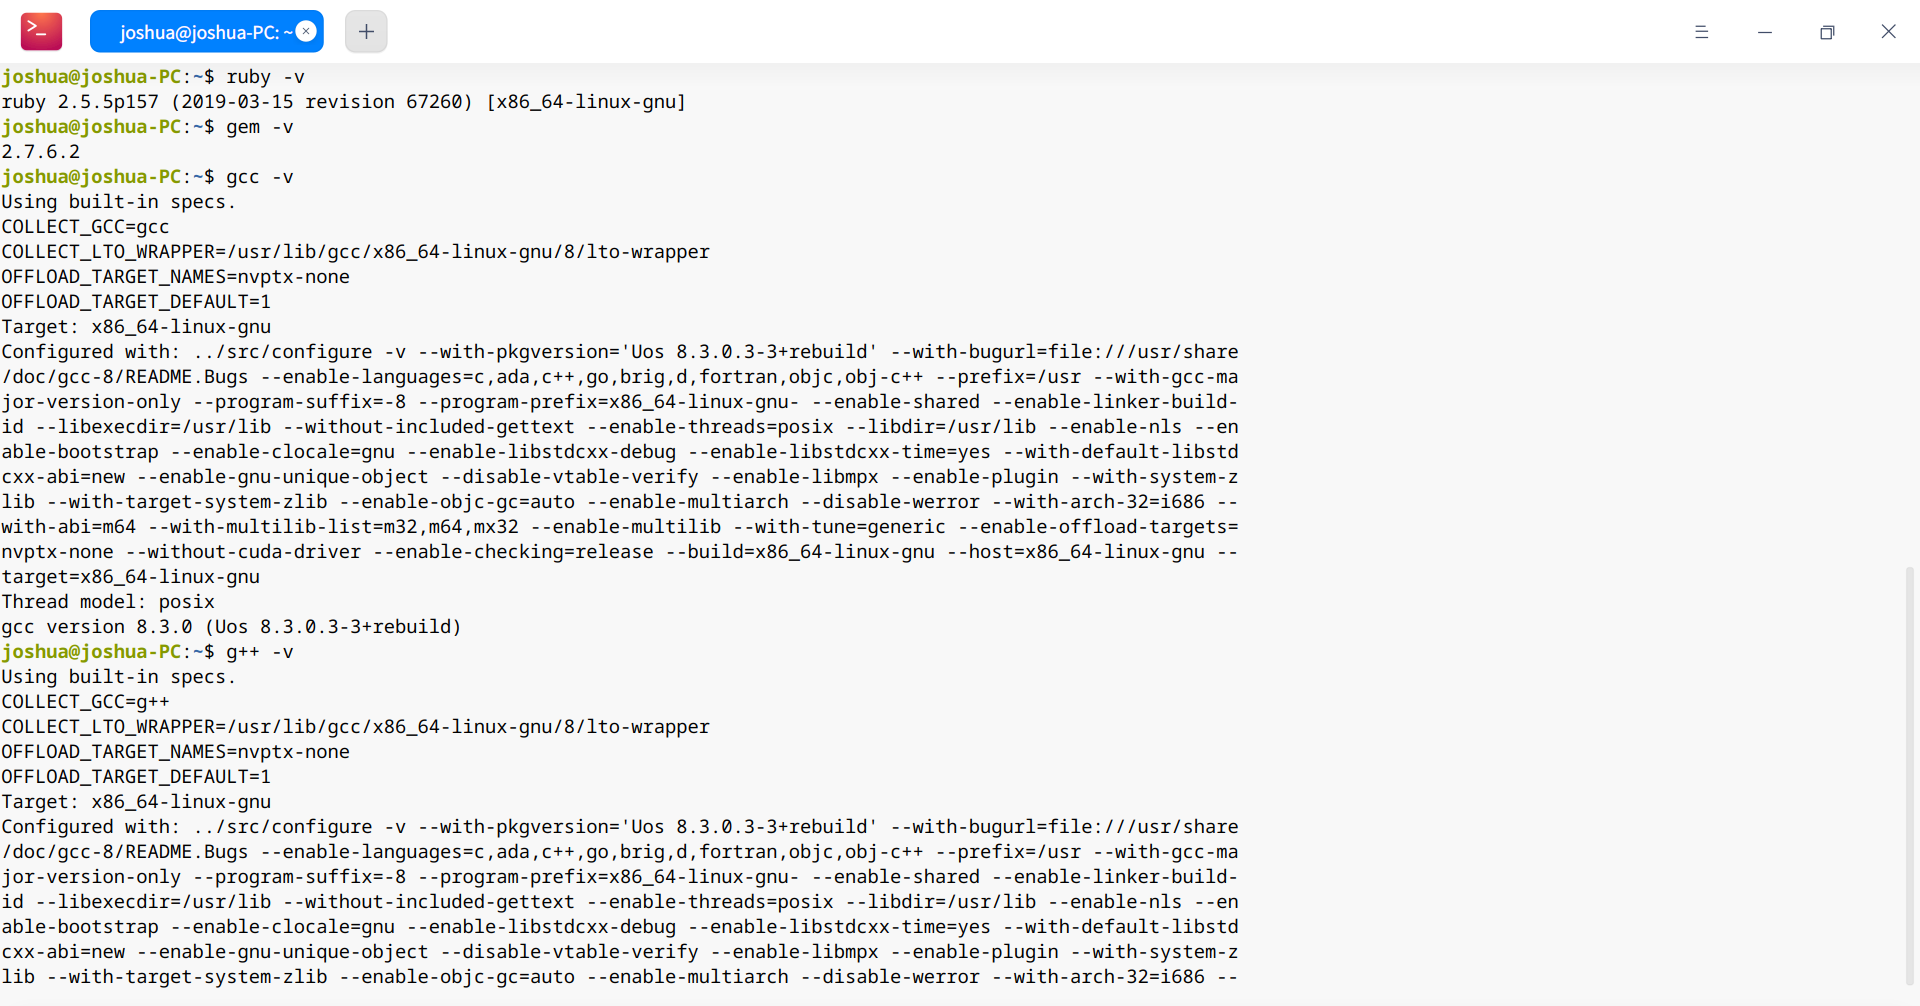 joshua@joshua-PC: ~
joshua@joshua-PC:~$ ruby -v
ruby 2.5.5p157 (2019-03-15 revision 67260) [x86_64-linux-gnu]
joshua@joshua-PC:~$ gem -v
2.7.6.2
joshua@joshua-PC:~$ gcc -v
Using built-in specs.
COLLECT_GCC=gcc
COLLECT_LTO_WRAPPER=/usr/lib/gcc/x86_64-linux-gnu/8/lto-wrapper
OFFLOAD_TARGET_NAMES=nvptx-none
OFFLOAD_TARGET_DEFAULT=1
Target: x86_64-linux-gnu
Configured with: ../src/configure -v --with-pkgversion='Uos 8.3.0.3-3+rebuild' --with-bugurl=file:///usr/share
/doc/gcc-8/README.Bugs --enable-languages=c,ada,c++,go,brig,d,fortran,objc,obj-c++ --prefix=/usr --with-gcc-ma
jor-version-only --program-suffix=-8 --program-prefix=x86_64-linux-gnu- --enable-shared --enable-linker-build-
id --libexecdir=/usr/lib --without-included-gettext --enable-threads=posix --libdir=/usr/lib --enable-nls --en
able-bootstrap --enable-clocale=gnu --enable-libstdcxx-debug --enable-libstdcxx-time=yes --with-default-libstd
cxx-abi=new --enable-gnu-unique-object --disable-vtable-verify --enable-libmpx --enable-plugin --with-system-z
lib --with-target-system-zlib --enable-objc-gc=auto --enable-multiarch --disable-werror --with-arch-32=i686 --
with-abi=m64 --with-multilib-list=m32,m64,mx32 --enable-multilib --with-tune=generic --enable-offload-targets=
nvptx-none --without-cuda-driver --enable-checking=release --build=x86_64-linux-gnu --host=x86_64-linux-gnu --
target=x86_64-linux-gnu
Thread model: posix
gcc version 8.3.0 (Uos 8.3.0.3-3+rebuild)
joshua@joshua-PC:~$ g++ -v
Using built-in specs.
COLLECT_GCC=g++
COLLECT_LTO_WRAPPER=/usr/lib/gcc/x86_64-linux-gnu/8/lto-wrapper
OFFLOAD_TARGET_NAMES=nvptx-none
OFFLOAD_TARGET_DEFAULT=1
Target: x86_64-linux-gnu
Configured with: ../src/configure -v --with-pkgversion='Uos 8.3.0.3-3+rebuild' --with-bugurl=file:///usr/share
/doc/gcc-8/README.Bugs --enable-languages=c,ada,c++,go,brig,d,fortran,objc,obj-c++ --prefix=/usr --with-gcc-ma
jor-version-only --program-suffix=-8 --program-prefix=x86_64-linux-gnu- --enable-shared --enable-linker-build-
id --libexecdir=/usr/lib --without-included-gettext --enable-threads=posix --libdir=/usr/lib --enable-nls --en
able-bootstrap --enable-clocale=gnu --enable-libstdcxx-debug --enable-libstdcxx-time=yes --with-default-libstd
cxx-abi=new --enable-gnu-unique-object --disable-vtable-verify --enable-libmpx --enable-plugin --with-system-z
lib --with-target-system-zlib --enable-objc-gc=auto --enable-multiarch --disable-werror --with-arch-32=i686 --